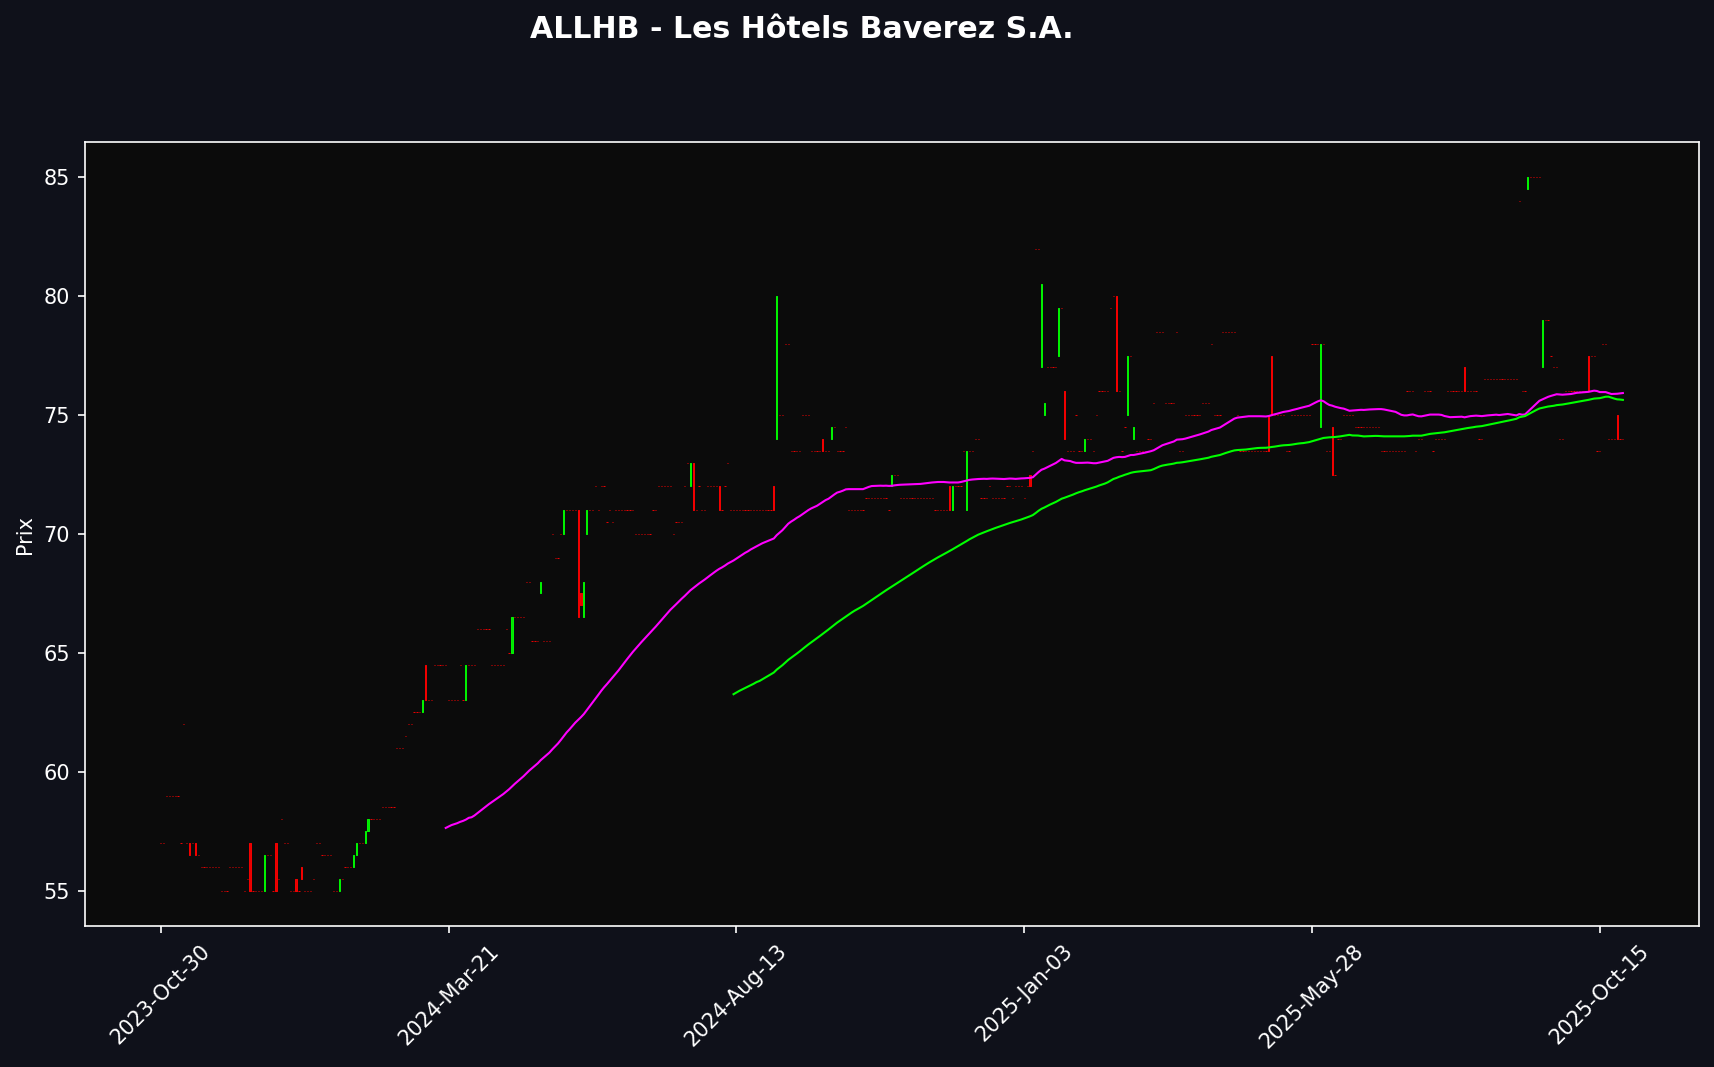 ALLHB - Les Hôtels Baverez S.A.
85
80
75
70
65
60
55
Prix
2023-Oct-30
2024-Mar-21
2024-Aug-13
2025-Jan-03
2025-May-28
2025-Oct-15